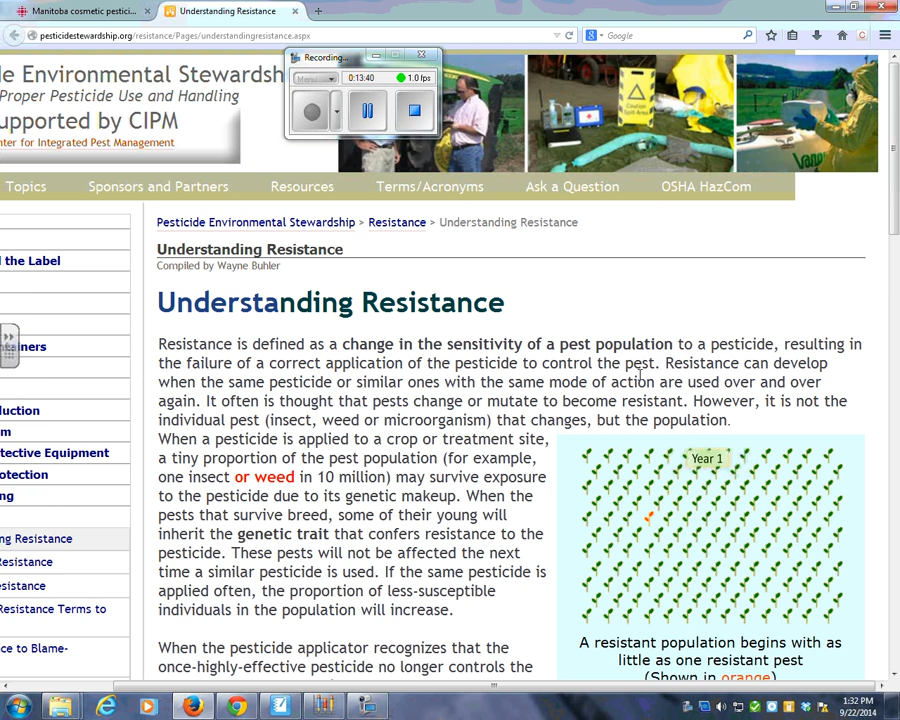 Manitoba cosmetic pestici...
Understanding Resistance
pesticidestewardship.org/resistance/Pages/understandingresistance.aspx
Google
Recording...
Menu
0:13:40
1.0 fps
de Environmental Stewardsh
Proper Pesticide Use and Handling
upported by CIPM
nter for Integrated Pest Management
Topics
Sponsors and Partners
Resources
Terms/Acronyms
Ask a Question
OSHA HazCom
Pesticide Environmental Stewardship > Resistance > Understanding Resistance
Understanding Resistance
Compiled by Wayne Buhler
Understanding Resistance
Resistance is defined as a change in the sensitivity of a pest population to a pesticide, resulting in
the failure of a correct application of the pesticide to control the pest. Resistance can develop
when the same pesticide or similar ones with the same mode of action are used over and over
again. It often is thought that pests change or mutate to become resistant. However, it is not the
individual pest (insect, weed or microorganism) that changes, but the population.
When a pesticide is applied to a crop or treatment site,
a tiny proportion of the pest population (for example,
one insect or weed in 10 million) may survive exposure
to the pesticide due to its genetic makeup. When the
pests that survive breed, some of their young will
inherit the genetic trait that confers resistance to the
pesticide. These pests will not be affected the next
time a similar pesticide is used. If the same pesticide is
applied often, the proportion of less-susceptible
individuals in the population will increase.
When the pesticide applicator recognizes that the
once-highly-effective pesticide no longer controls the
Year 1
A resistant population begins with as
little as one resistant pest
(Shown in orange)
d the Label
ntainers
duction
m
tective Equipment
otection
ng
ng Resistance
Resistance
esistance
Resistance Terms to
ce to Blame-
1:32 PM
9/22/2014